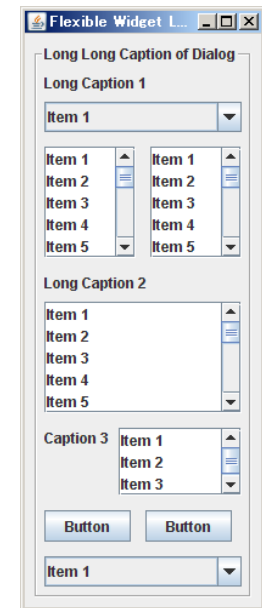 Flexible Widget L...
Long Long Caption of Dialog
Long Caption 1
Item 1
Item 1 Item 1
Item 2 Item 2
Item 3 Item 3
Item 4 Item 4
Item 5 Item 5
Long Caption 2
Item 1
Item 2
Item 3
Item 4
Item 5
Caption 3 Item 1
Item 2
Item 3
Button Button
Item 1